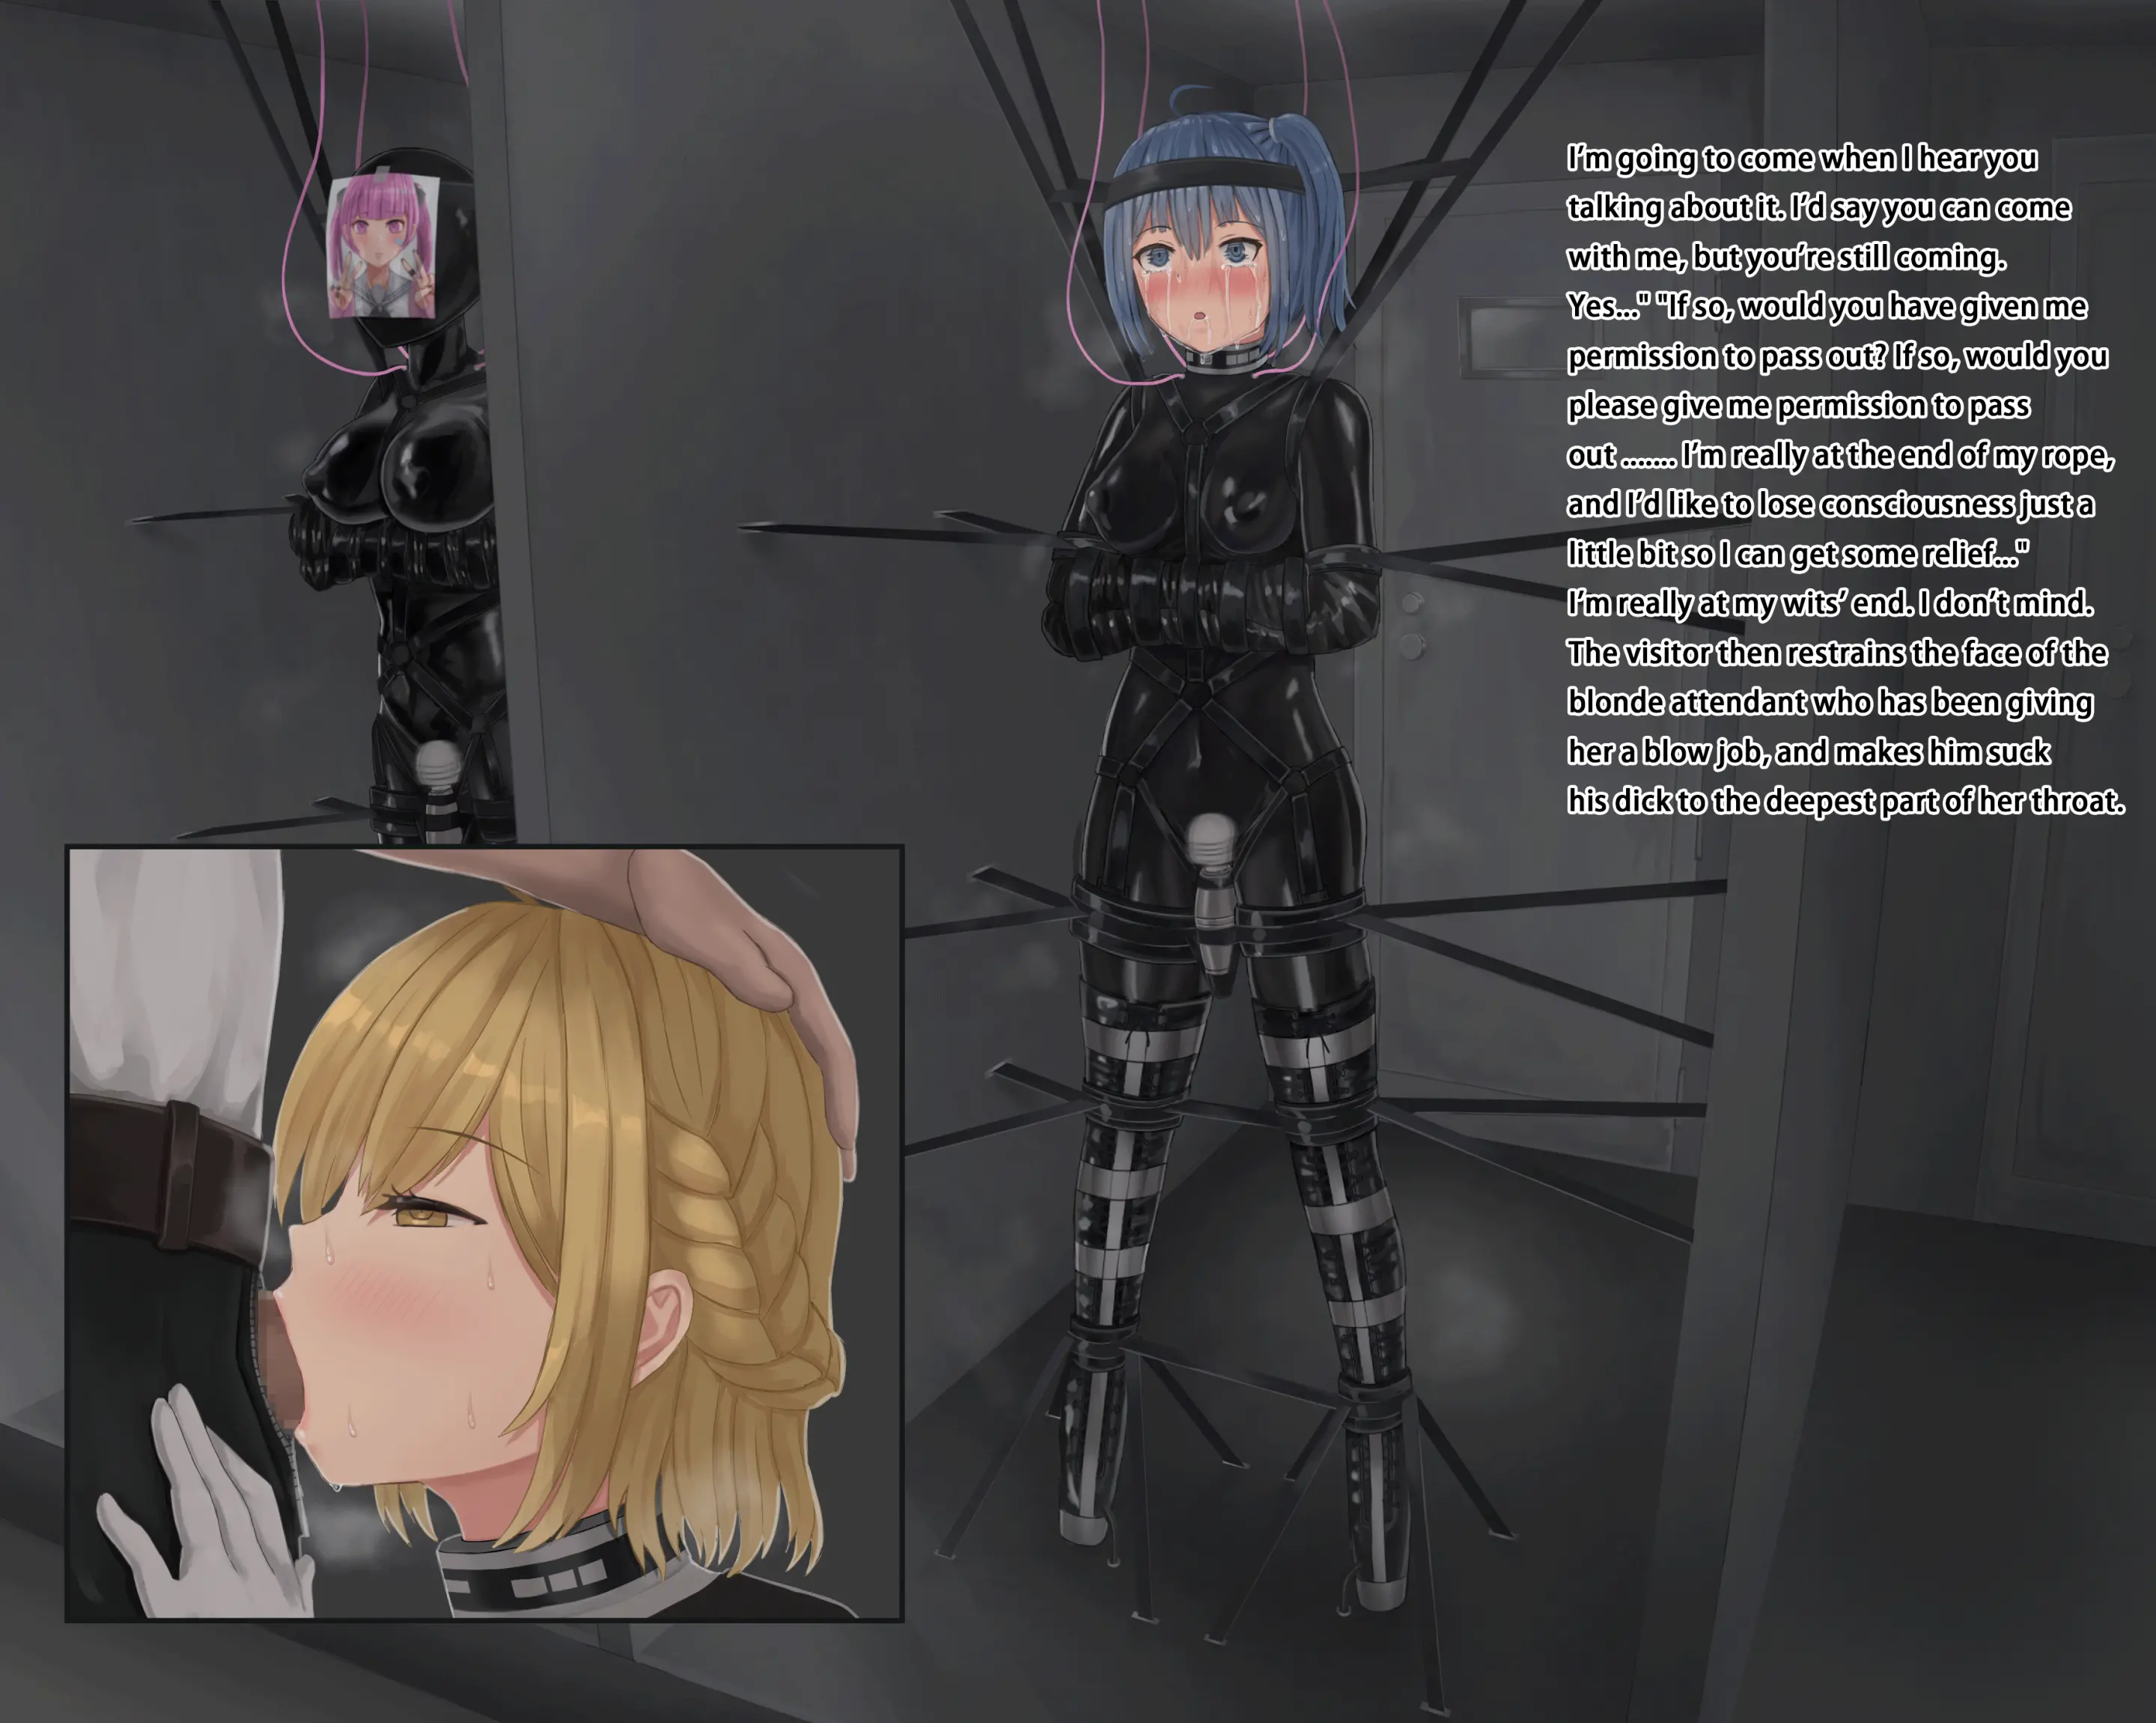 I'm going to come when I hear you
talking about it. I'd say you can come
with me, but you're still coming.
Yes..." "If so, would you have given me
permission to pass out? If so, would you
please give me permission to pass
out ....... I'm really at the end of my rope,
and I'd like to lose consciousness just a
little bit so I can get some relief..."
I'm really at my wits' end. I don't mind.
The visitor then restrains the face of the
blonde attendant who has been giving
her a blow job, and makes him suck
his dick to the deepest part of her throat.